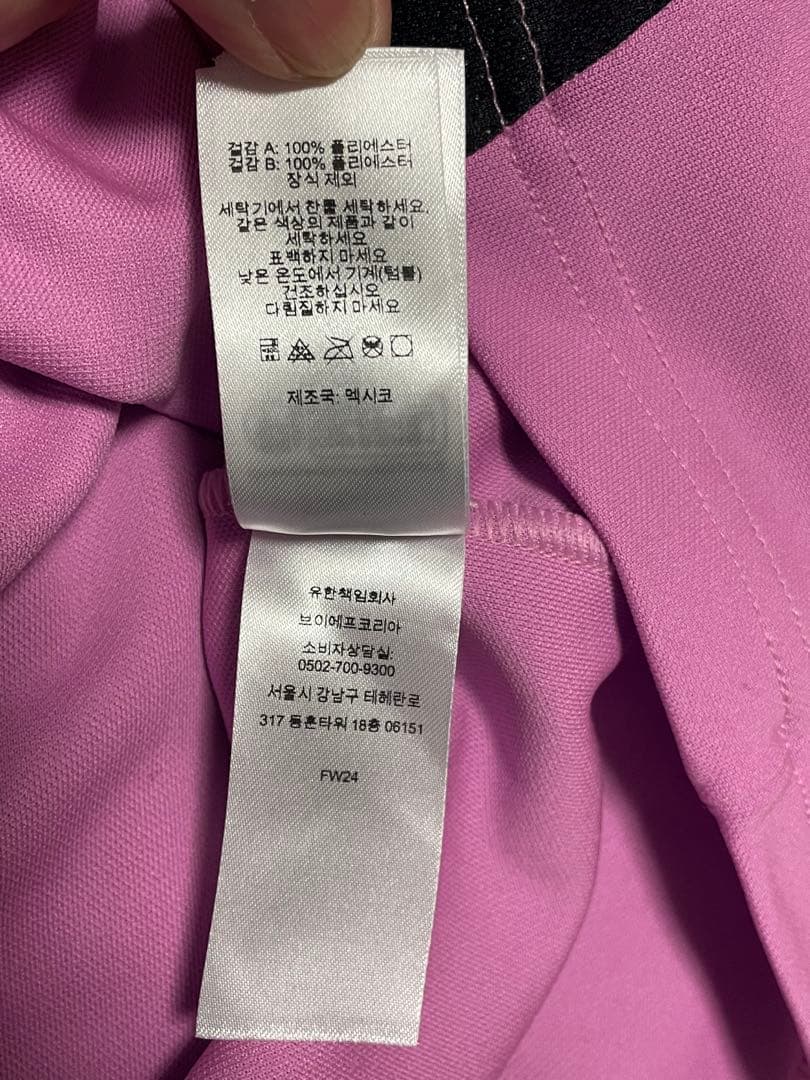 겉감 A: 100% 폴리에스터
겉감 B: 100% 폴리에스터
장식 제외
세탁기에서 찬물 세탁하세요.
같은 색상의 제품과 같이
세탁하세요
표백하지 마세요
낮은 온도에서 기계(텀블)
건조하십시오
다림질하지 마세요
제조국: 멕시코
유한책임회사
브이에프코리아
소비자상담실:
0502-700-9300
서울시 강남구 테헤란로
317 동훈타워 18층 06151
FW24